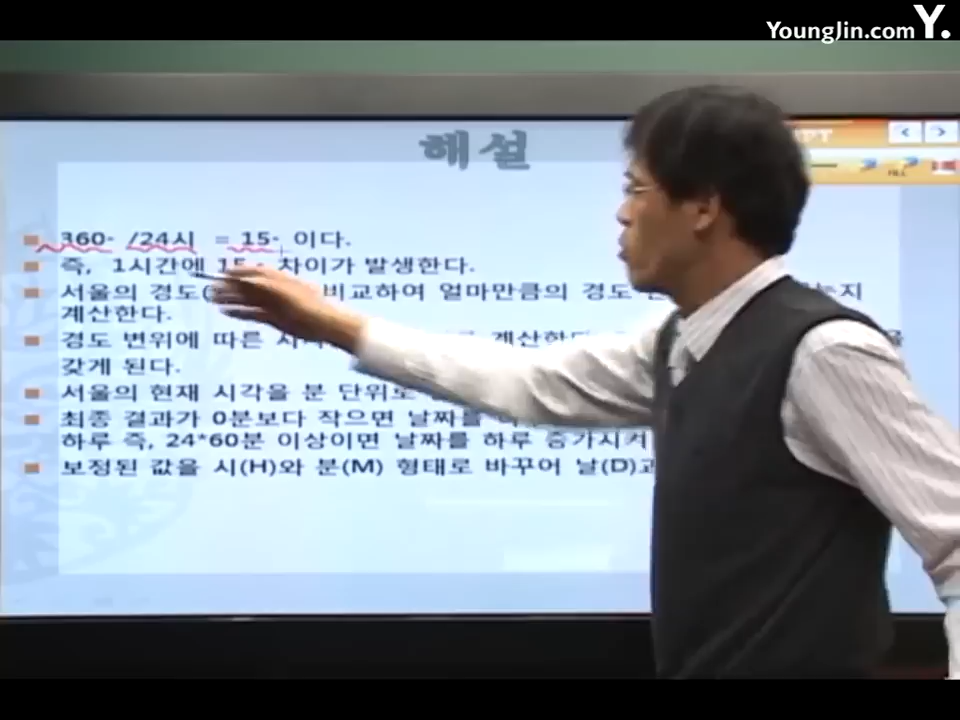 YoungJin.com Y.
해설
360- /24시 = 15- 이다.
즉, 1시간에 15- 차이가 발생한다.
서울의 경도( 비교하여 얼마만큼의 경도
계산한다.
경도 변위에 따른 계산한다
갖게 된다.
서울의 현재 시각을 분 단위로
최종 결과가 0분보다 작으면 날짜를
하루 즉, 24*60분 이상이면 날짜를 하루 증가시켜
보정된 값을 시(H)와 분(M) 형태로 바꾸어 날(D)과